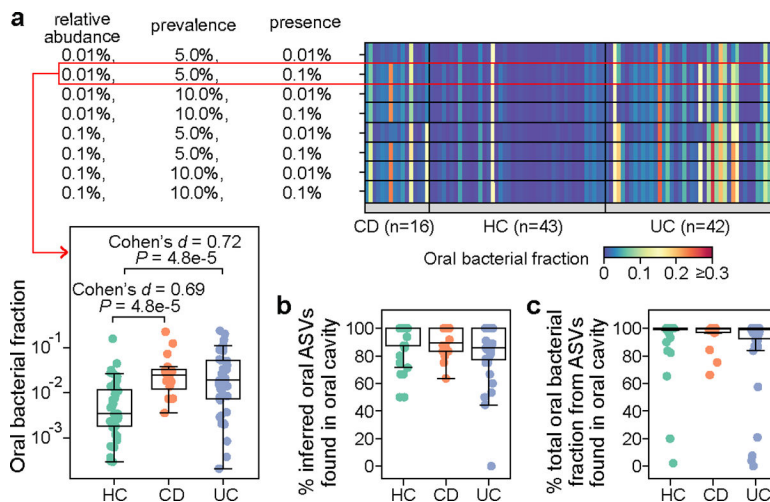 a
relative abudance prevalence presence
0.01%, 5.0%, 0.01%
0.01%, 5.0%, 0.1%
0.01%, 10.0%, 0.01%
0.01%, 10.0%, 0.1%
0.1%, 5.0%, 0.01%
0.1%, 5.0%, 0.1%
0.1%, 10.0%, 0.01%
0.1%, 10.0%, 0.1%
CD (n=16) HC (n=43) UC (n=42)
Oral bacterial fraction
0 0.1 0.2 ≥0.3
Cohen's d = 0.72
P = 4.8e-5
Cohen's d = 0.69
P = 4.8e-5
Oral bacterial fraction
10⁻¹
10⁻²
10⁻³
HC CD UC
b
% inferred oral ASVs
found in oral cavity
100
80
60
40
20
0
HC CD UC
c
% total oral bacterial
fraction from ASVs
found in oral cavity
100
80
60
40
20
0
HC CD UC